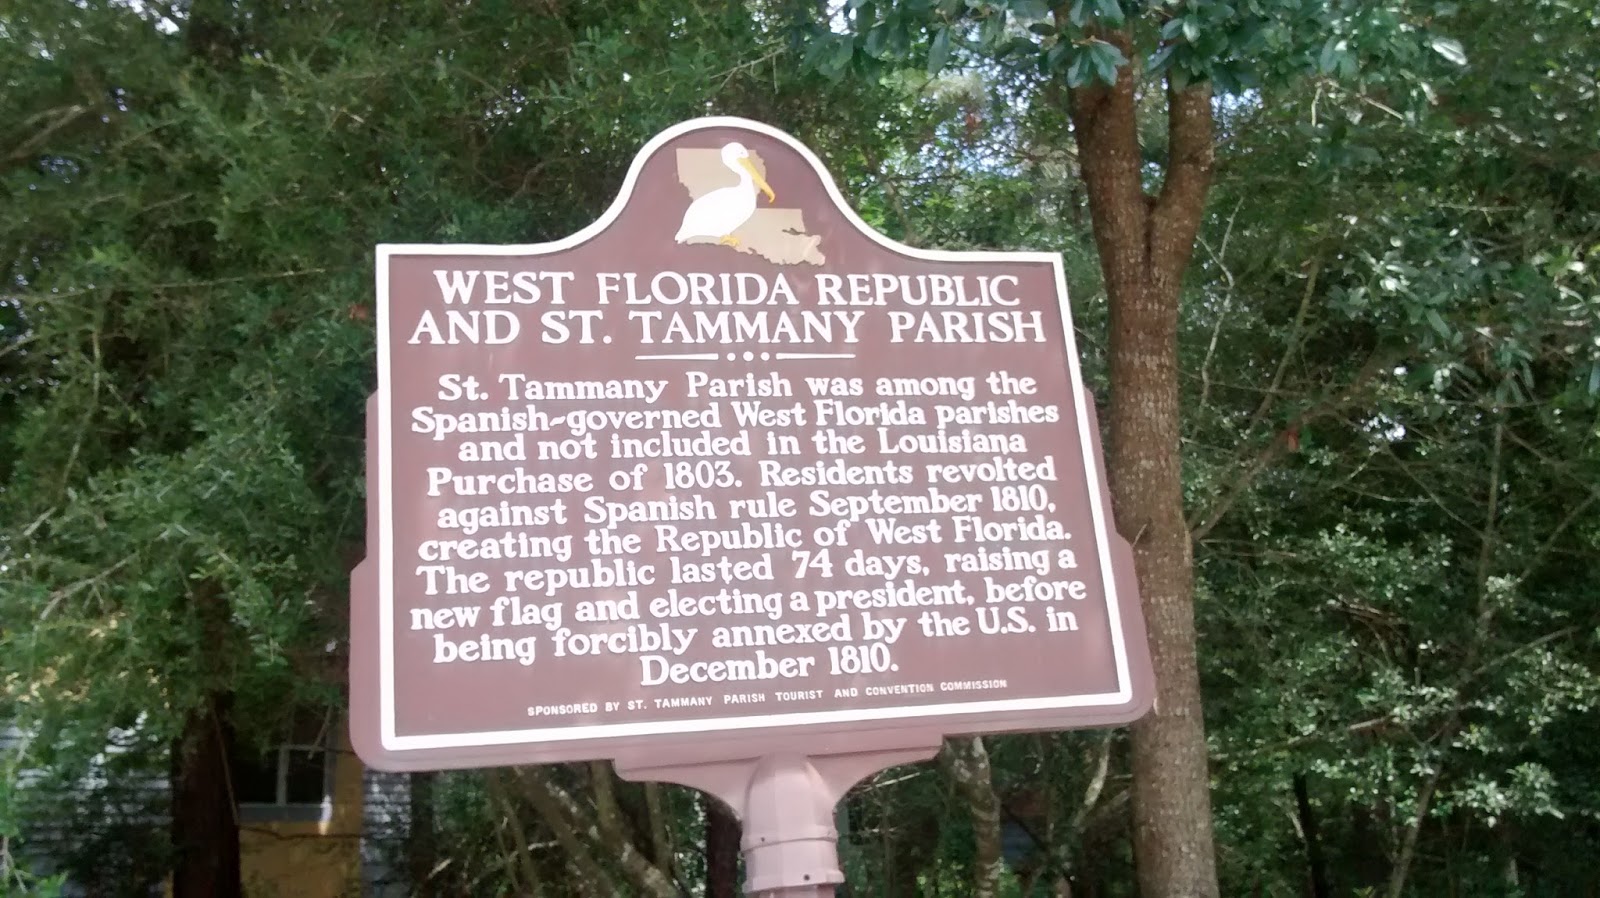 WEST FLORIDA REPUBLIC
AND ST. TAMMANY PARISH
St. Tammany Parish was among the
Spanish-governed West Florida parishes
and not included in the Louisiana
Purchase of 1803. Residents revolted
against Spanish rule September 1810,
creating the Republic of West Florida.
The republic lasted 74 days, raising a
new flag and electing a president, before
being forcibly annexed by the U.S. in
December 1810.
SPONSORED BY ST. TAMMANY PARISH TOURIST AND CONVENTION COMMISSION